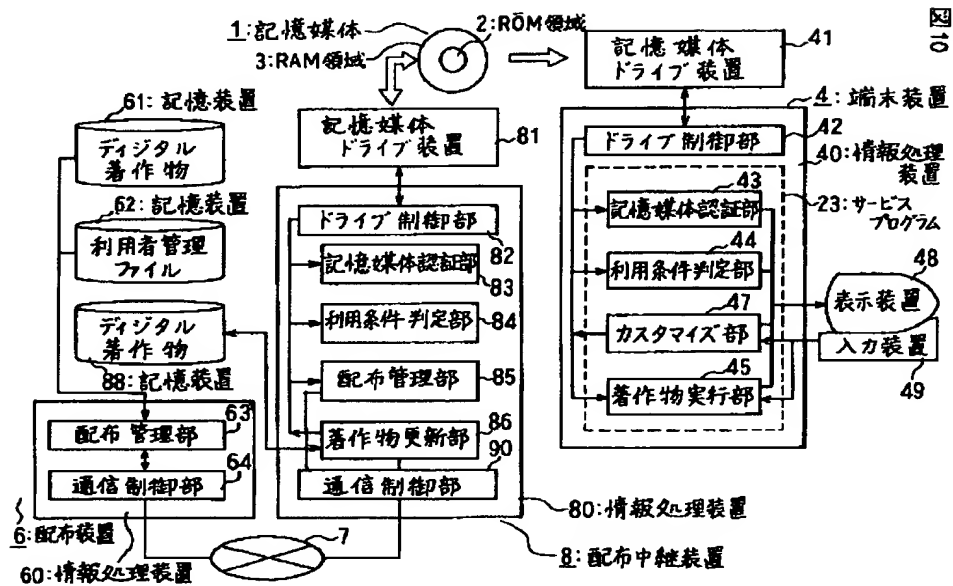 図10
1:記憶媒体
2:ROM領域
3:RAM領域
記憶媒体
ドライブ装置
41
4:端末装置
61:記憶装置
ディジタル
著作物
記憶媒体
ドライブ装置
81
ドライブ制御部
42
40:情報処理
装置
62:記憶装置
利用者管理
ファイル
ドライブ制御部
82
43
記憶媒体認証部
23:サービス
プログラム
記憶媒体認証部
83
44
利用条件判定部
48
表示装置
ディジタル
著作物
88:記憶装置
利用条件判定部
84
47
カスタマイズ部
入力装置
49
配布管理部
85
45
著作物実行部
63
配布管理部
著作物更新部
86
64
通信制御部
90
通信制御部
80:情報処理装置
6:配布装置
7
8:配布中継装置
60:情報処理装置